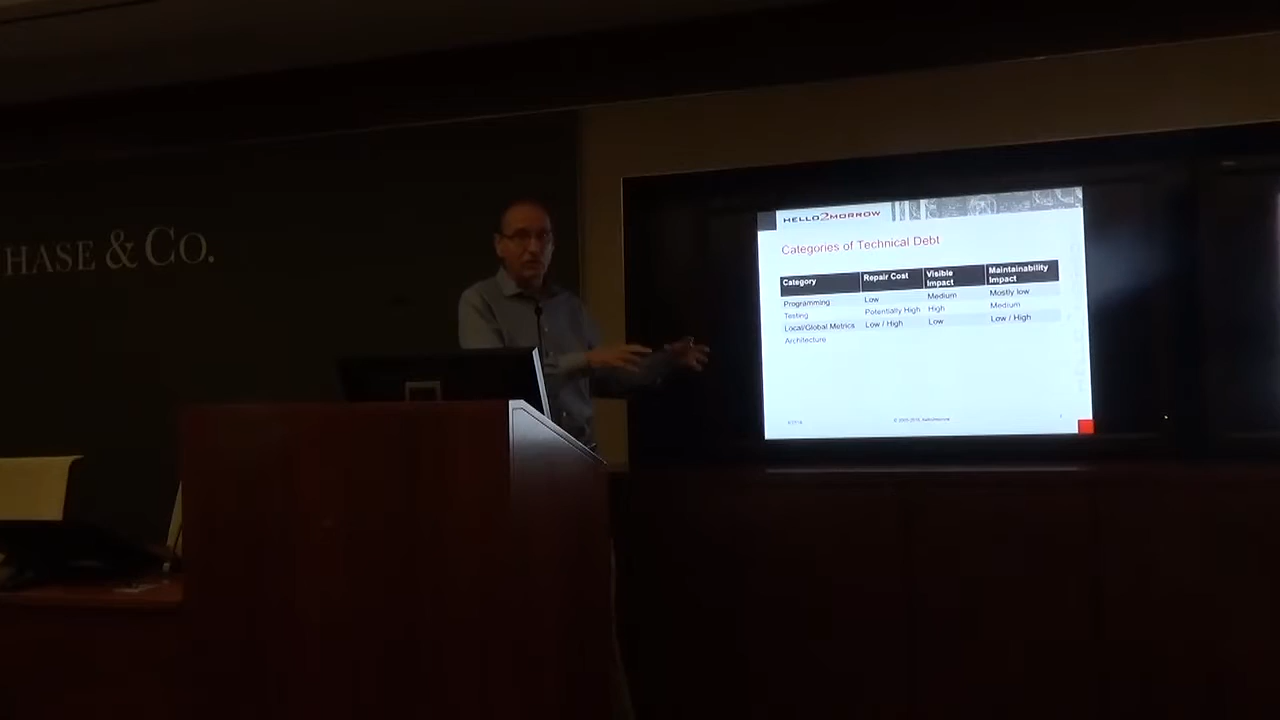 HASE & CO.
HELLO2MORROW
Categories of Technical Debt
Category Repair Cost Visible Impact Maintainability Impact
Programming Low Medium Mostly low
Testing Potentially High High Medium
Local/Global Metrics Low / High Low Low / High
Architecture